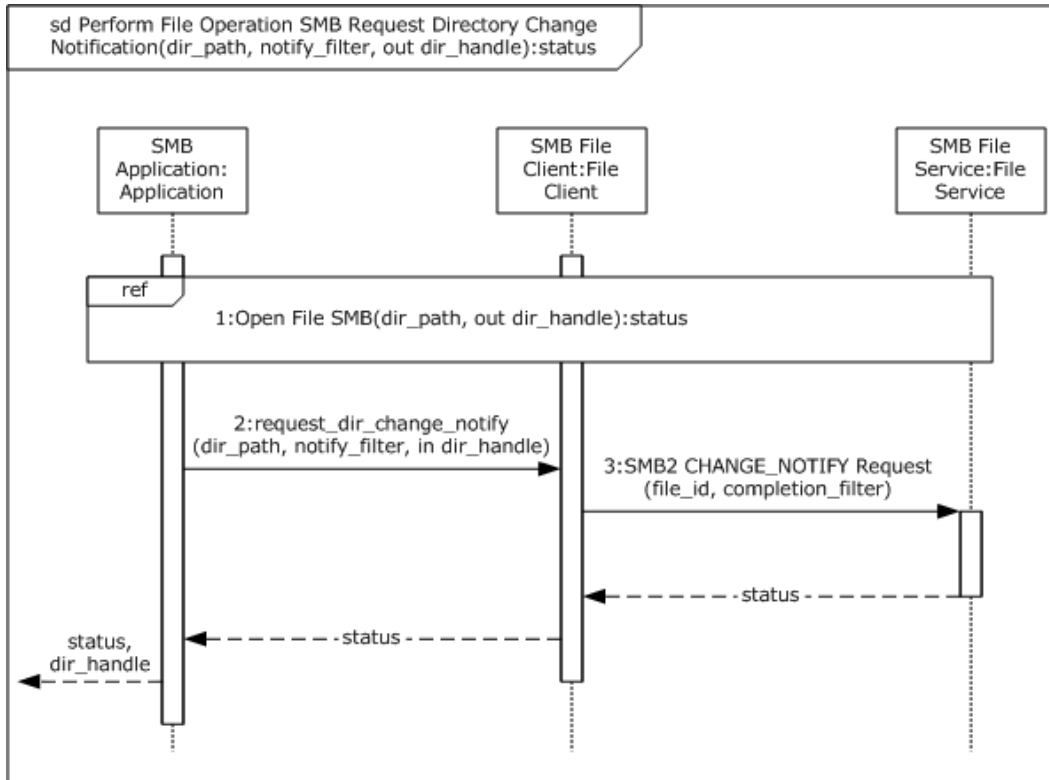 sd Perform File Operation SMB Request Directory Change
Notification(dir_path, notify_filter, out dir_handle):status
SMB
Application:
Application
SMB File
Client:File
Client
SMB File
Service:File
Service
ref
1:Open File SMB(dir_path, out dir_handle):status
2:request_dir_change_notify
(dir_path, notify_filter, in dir_handle)
3:SMB2 CHANGE_NOTIFY Request
(file_id, completion_filter)
status
status
status,
dir_handle